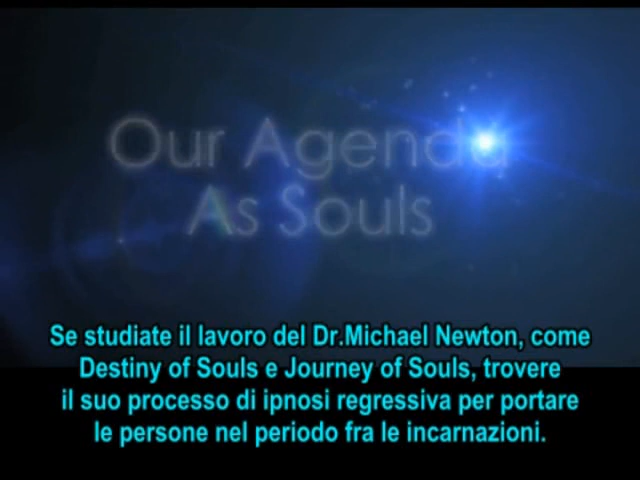 Our Agenda
As Souls
Se studiate il lavoro del Dr.Michael Newton, come
Destiny of Souls e Journey of Souls, trovere
il suo processo di ipnosi regressiva per portare
le persone nel periodo fra le incarnazioni.